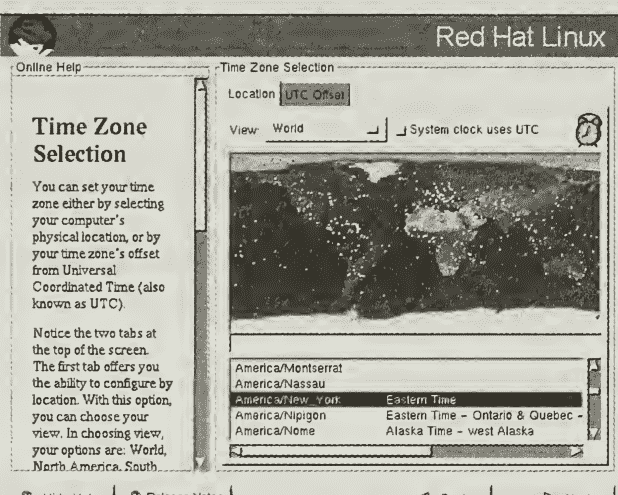 Red Hat Linux
Online Help
Time Zone
Selection
You can set your time
zone either by selecting
your computer's
physical location, or by
your time zone's offset
from Universal
Coordinated Time (also
known as UTC).
Notice the two tabs at
the top of the screen.
The first tab offers you
the ability to configure by
location. With this option,
you can choose your
view. In choosing view,
your options are: World,
North America, South
Time Zone Selection
Location UTC Offset
View: World System clock uses UTC
America/Montserrat
America/Nassau
America/New_York Eastern Time
America/Nipigon Eastern Time - Ontario & Quebec -
America/Nome Alaska Time - west Alaska